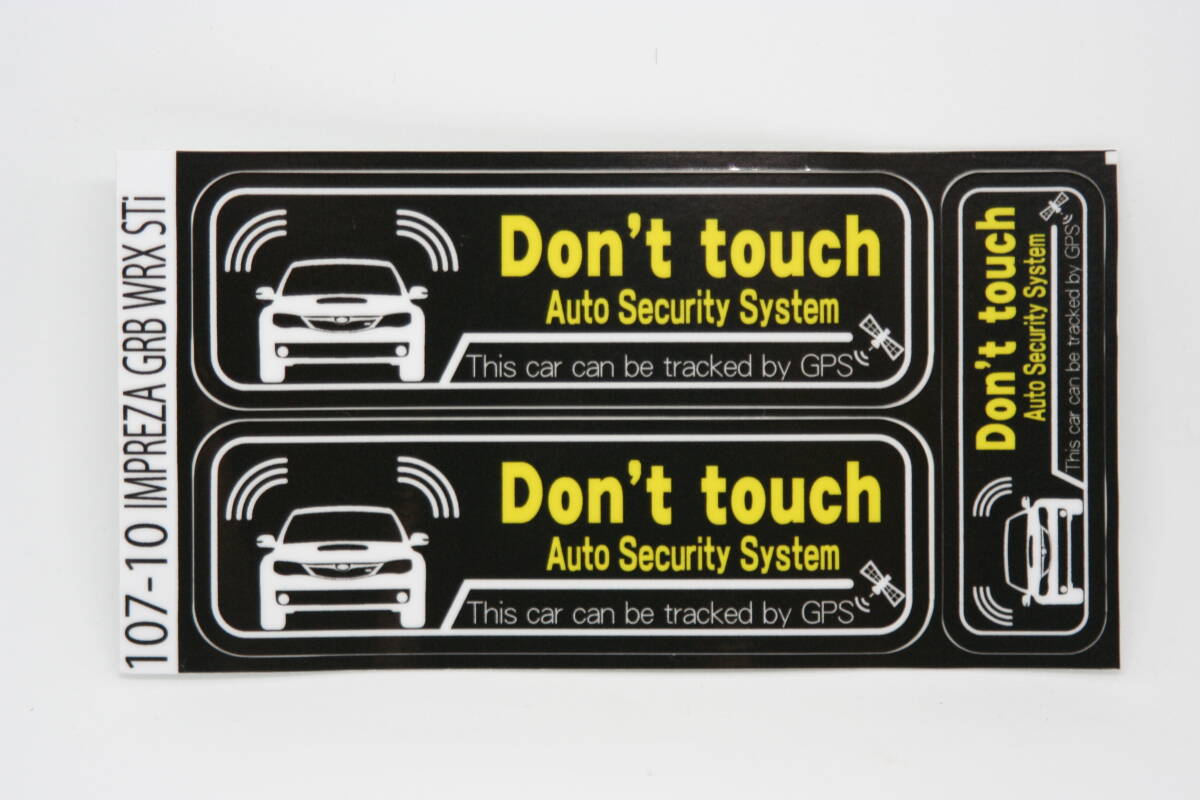 107-10 IMPREZA GRB WRX STi
Don't touch
Auto Security System
This car can be tracked by GPS
Don't touch
Auto Security System
This car can be tracked by GPS
Don't touch
Auto Security System
This car can be tracked by GPS